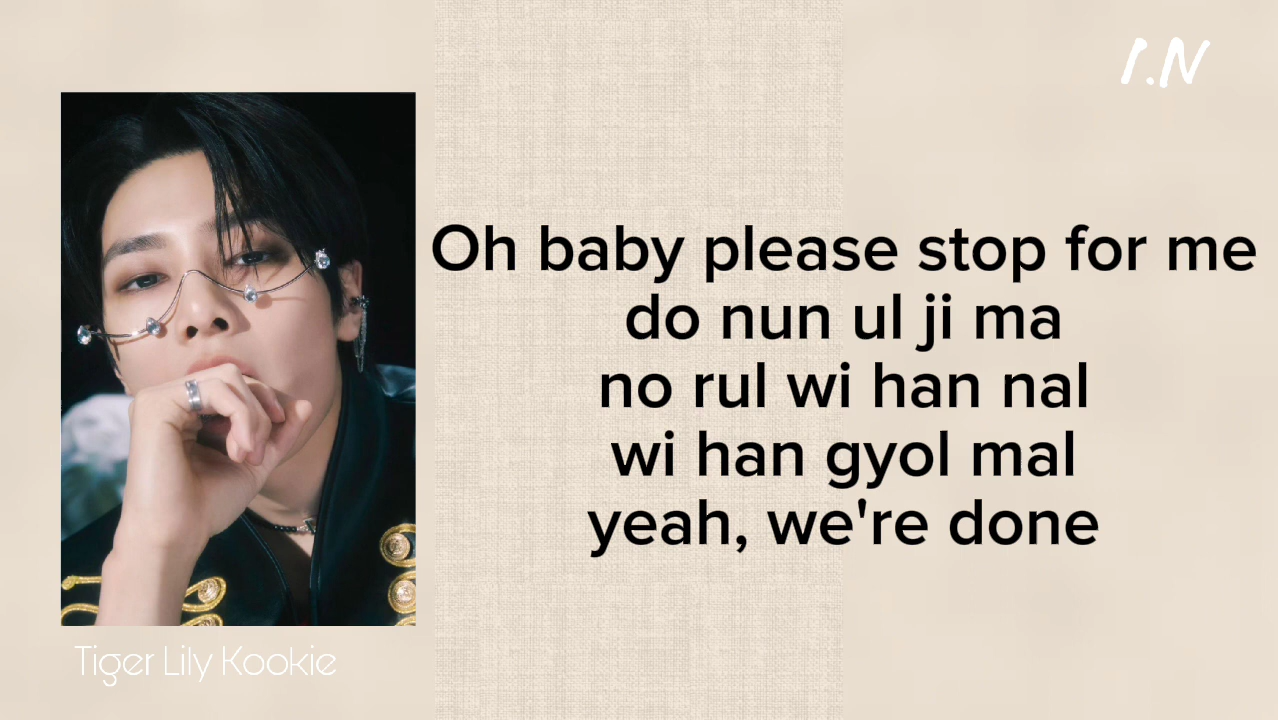 I.N
Oh baby please stop for me
do nun ul ji ma
no rul wi han nal
wi han gyol mal
yeah, we're done
Tiger Lily Kookie